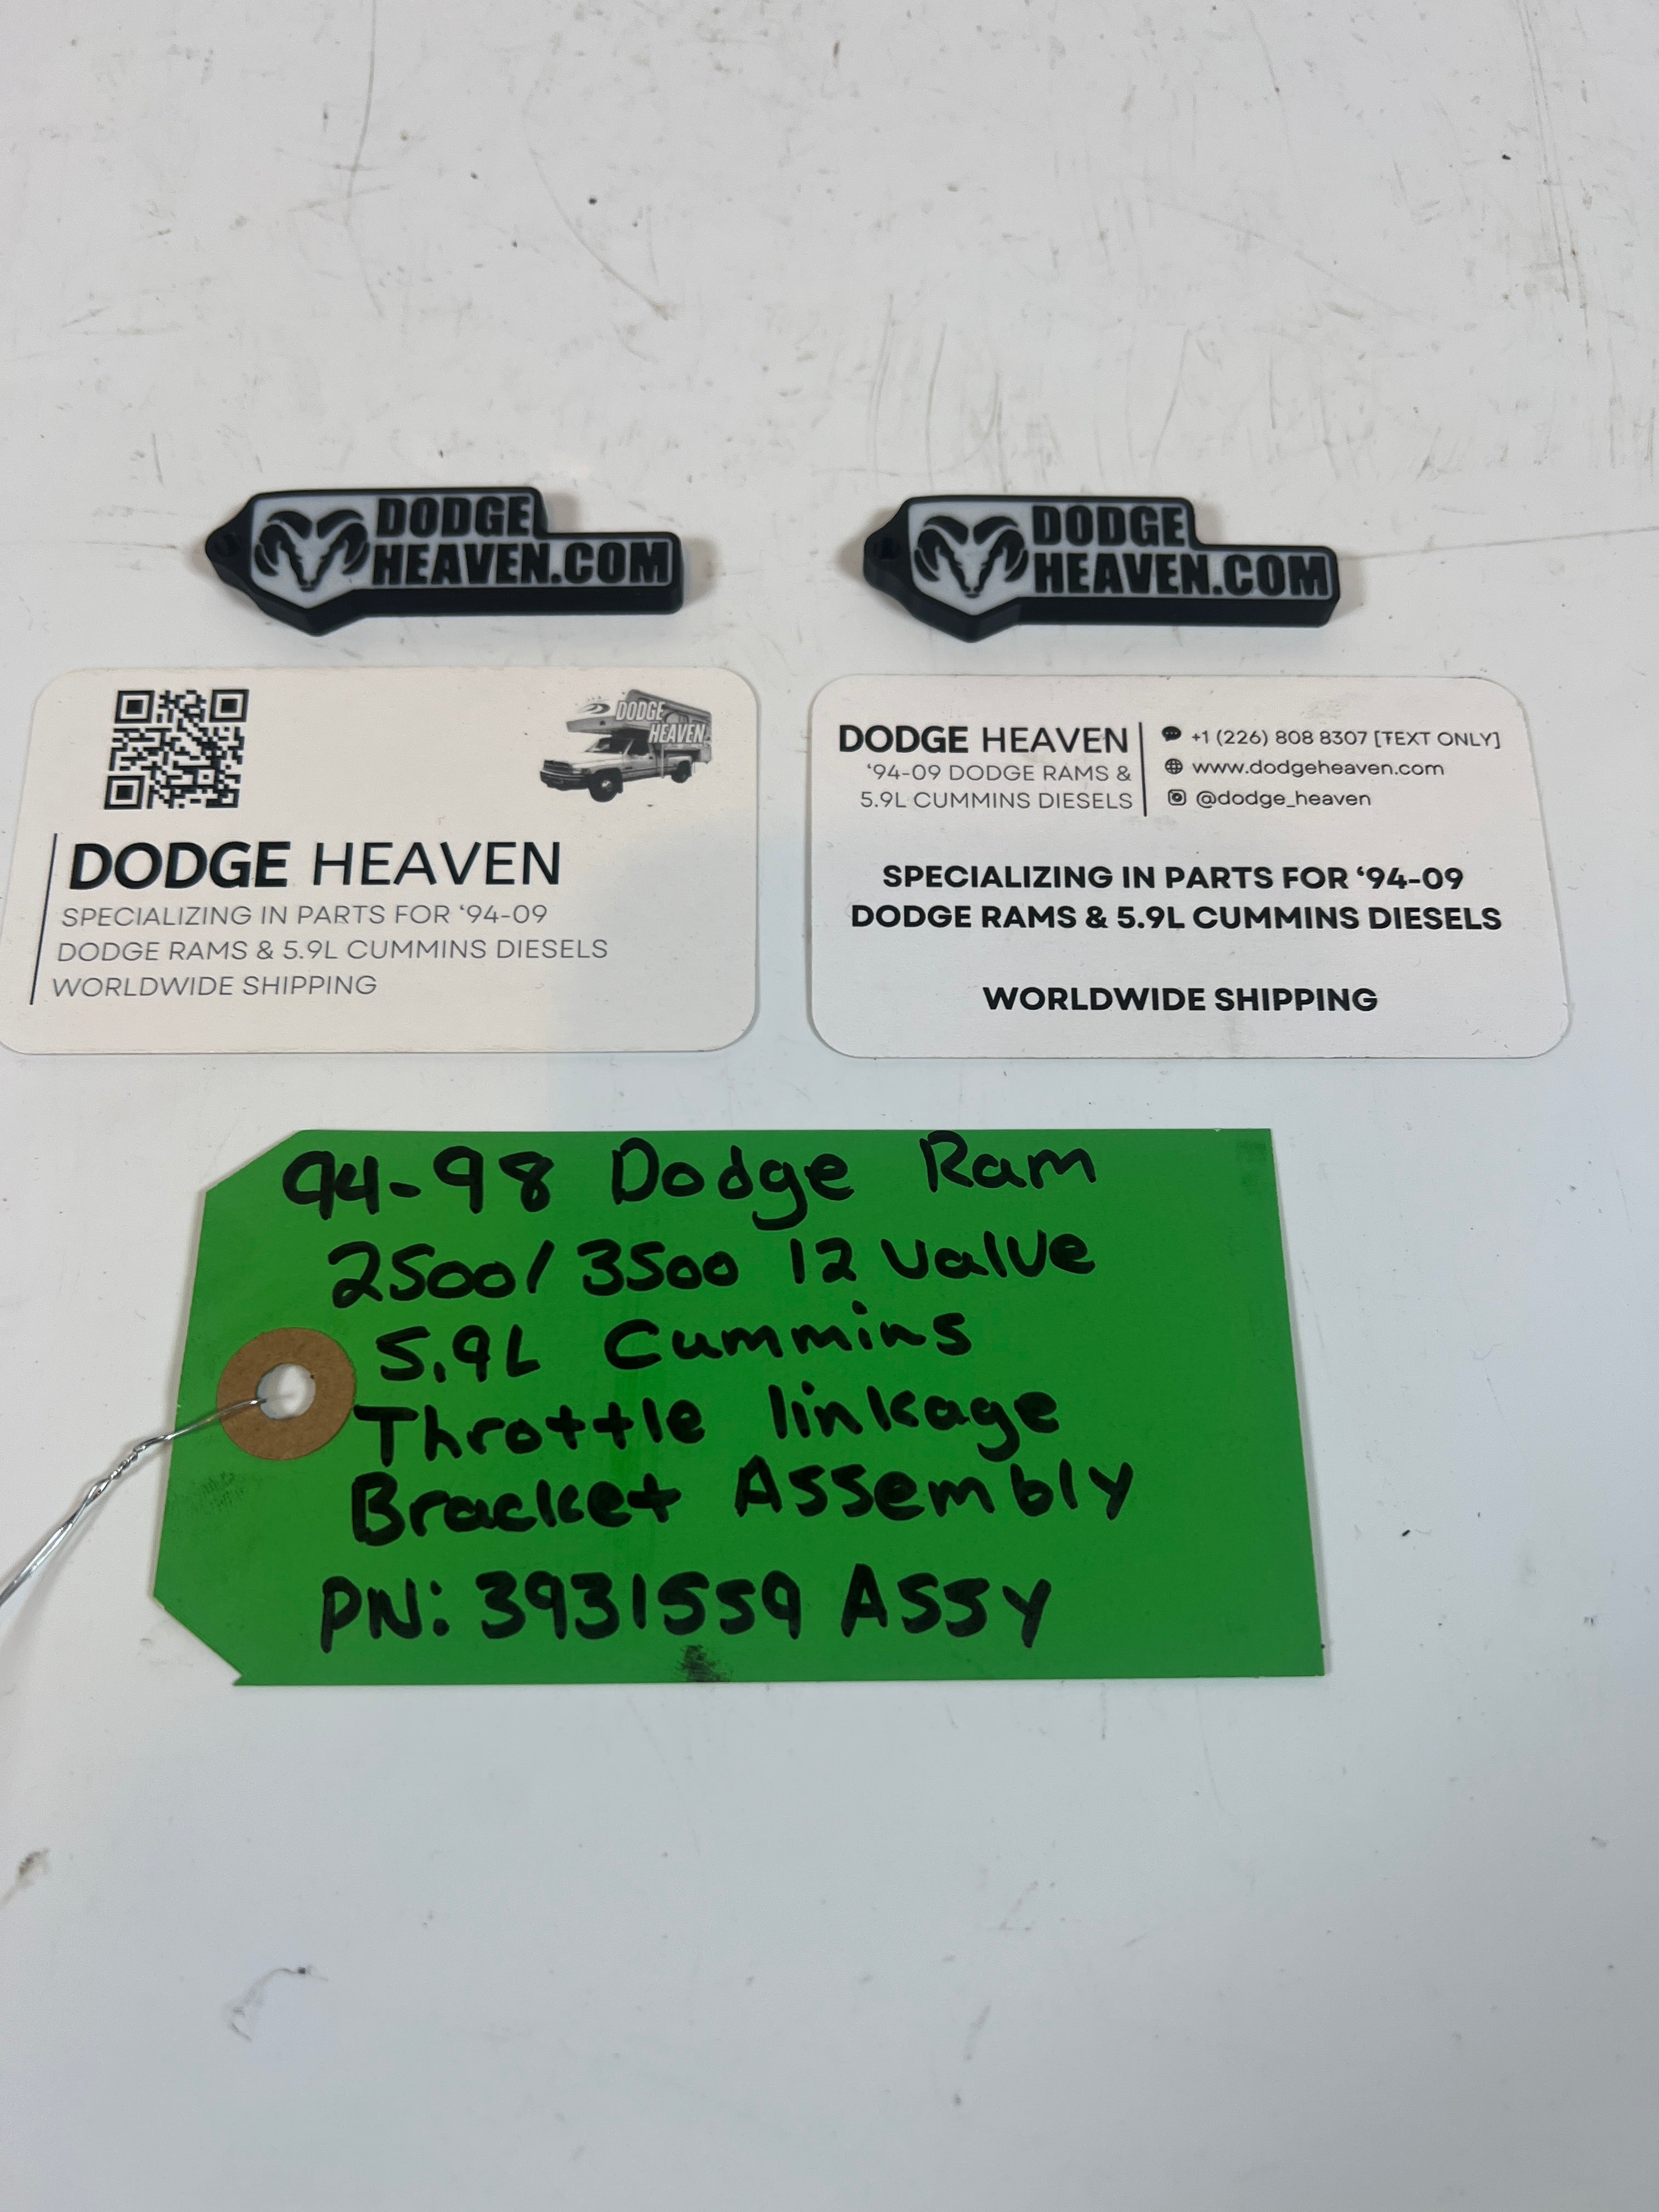 DODGE
HEAVEN.COM
DODGE
HEAVEN.COM
DODGE
HEAVEN
DODGE HEAVEN
SPECIALIZING IN PARTS FOR ‘94-09
DODGE RAMS & 5.9L CUMMINS DIESELS
WORLDWIDE SHIPPING
DODGE HEAVEN
‘94-09 DODGE RAMS &
5.9L CUMMINS DIESELS
+1 (226) 808 8307 [TEXT ONLY]
www.dodgeheaven.com
@dodge_heaven
SPECIALIZING IN PARTS FOR ‘94-09
DODGE RAMS & 5.9L CUMMINS DIESELS
WORLDWIDE SHIPPING
94-98 Dodge Ram
2500/3500 12 valve
5.9L Cummins
Throttle linkage
Bracket Assembly
PN: 3931559 ASSY